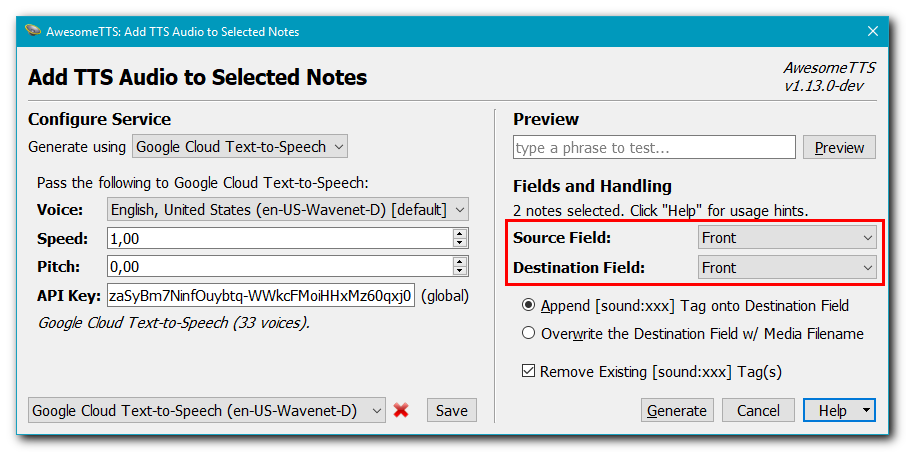 AwesomeTTS: Add TTS Audio to Selected Notes
Add TTS Audio to Selected Notes
AwesomeTTS
v1.13.0-dev
Configure Service
Generate using Google Cloud Text-to-Speech
Pass the following to Google Cloud Text-to-Speech:
Voice: English, United States (en-US-Wavenet-D) [default]
Speed: 1,00
Pitch: 0,00
API Key: zaSyBm7NinfOuybtq-WWkcFMoiHHxMz60qxj0 (global)
Google Cloud Text-to-Speech (33 voices).
Google Cloud Text-to-Speech (en-US-Wavenet-D) Save
Preview
type a phrase to test... Preview
Fields and Handling
2 notes selected. Click "Help" for usage hints.
Source Field: Front
Destination Field: Front
Append [sound:xxx] Tag onto Destination Field
Overwrite the Destination Field w/ Media Filename
Remove Existing [sound:xxx] Tag(s)
Generate Cancel Help